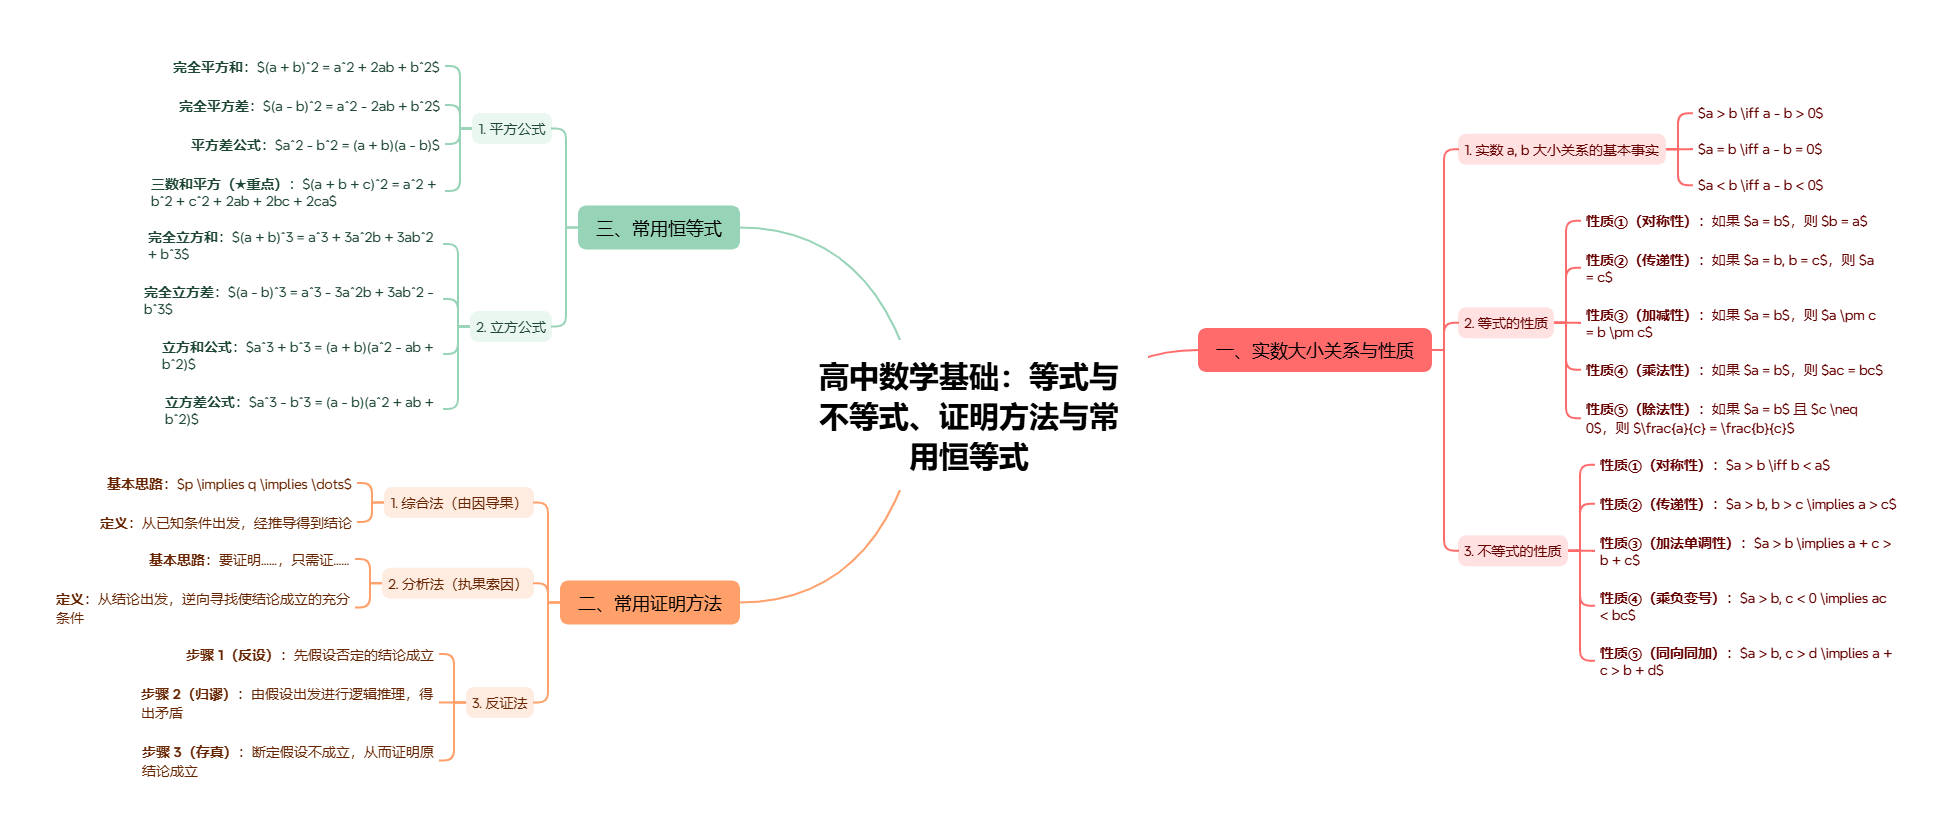 高中数学基础：等式与
不等式、证明方法与常
用恒等式
一、实数大小关系与性质
1. 实数 a, b 大小关系的基本事实
$a > b \iff a - b > 0$
$a = b \iff a - b = 0$
$a < b \iff a - b < 0$
2. 等式的性质
性质①（对称性）：如果 $a = b$，则 $b = a$
性质②（传递性）：如果 $a = b, b = c$，则 $a
= c$
性质③（加减性）：如果 $a = b$，则 $a \pm c
= b \pm c$
性质④（乘法性）：如果 $a = b$，则 $ac = bc$
性质⑤（除法性）：如果 $a = b$ 且 $c \neq
0$，则 $\frac{a}{c} = \frac{b}{c}$
3. 不等式的性质
性质①（对称性）：$a > b \iff b < a$
性质②（传递性）：$a > b, b > c \implies a > c$
性质③（加法单调性）：$a > b \implies a + c >
b + c$
性质④（乘负变号）：$a > b, c < 0 \implies ac
< bc$
性质⑤（同向同加）：$a > b, c > d \implies a +
c > b + d$
二、常用证明方法
1. 综合法（由因导果）
基本思路：$p \implies q \implies \dots$
定义：从已知条件出发，经推导得到结论
2. 分析法（执果索因）
基本思路：要证明……，只需证……
定义：从结论出发，逆向寻找使结论成立的充分
条件
3. 反证法
步骤 1（反设）：先假设否定的结论成立
步骤 2（归谬）：由假设出发进行逻辑推理，得
出矛盾
步骤 3（存真）：断定假设不成立，从而证明原
结论成立
三、常用恒等式
1. 平方公式
完全平方和：$(a + b)^2 = a^2 + 2ab + b^2$
完全平方差：$(a - b)^2 = a^2 - 2ab + b^2$
平方差公式：$a^2 - b^2 = (a + b)(a - b)$
三数和平方（★重点）：$(a + b + c)^2 = a^2 +
b^2 + c^2 + 2ab + 2bc + 2ca$
2. 立方公式
完全立方和：$(a + b)^3 = a^3 + 3a^2b + 3ab^2
+ b^3$
完全立方差：$(a - b)^3 = a^3 - 3a^2b + 3ab^2 -
b^3$
立方和公式：$a^3 + b^3 = (a + b)(a^2 - ab +
b^2)$
立方差公式：$a^3 - b^3 = (a - b)(a^2 + ab +
b^2)$